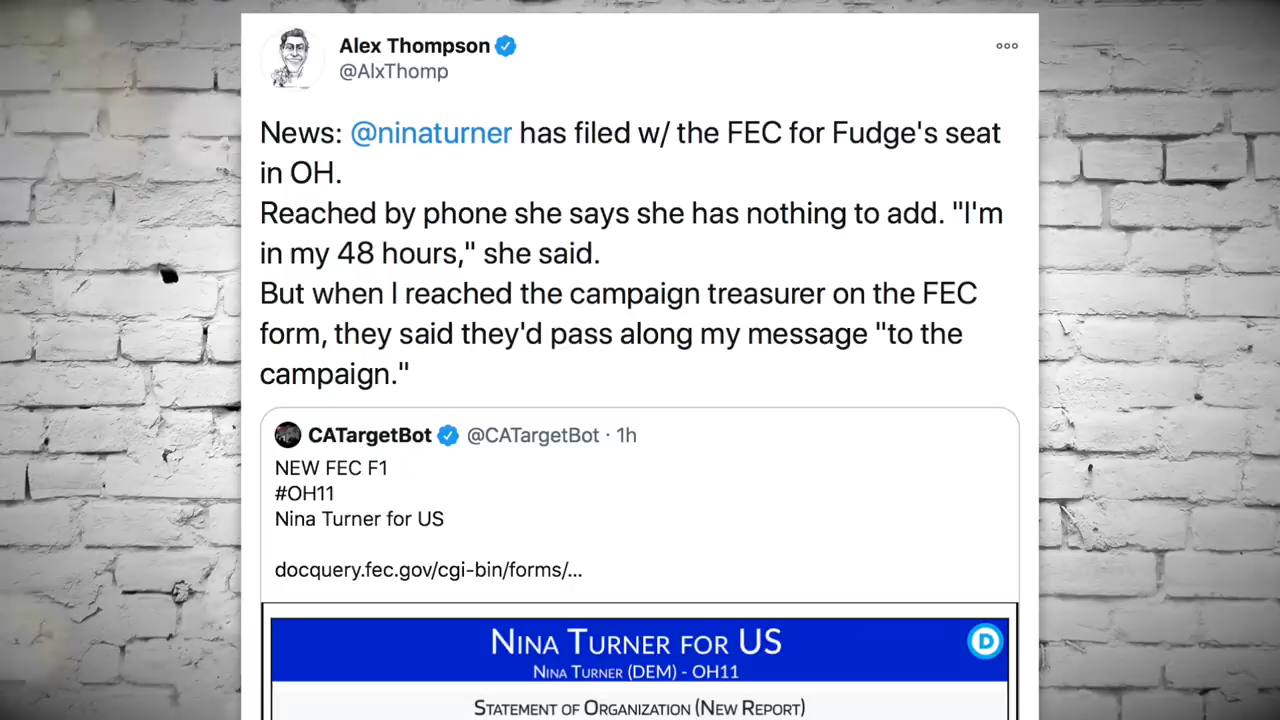 Alex Thompson
@AlxThomp
News: @ninaturner has filed w/ the FEC for Fudge's seat
in OH.
Reached by phone she says she has nothing to add. "I'm
in my 48 hours," she said.
But when I reached the campaign treasurer on the FEC
form, they said they'd pass along my message "to the
campaign."
CATargetBot @CATargetBot · 1h
NEW FEC F1
#OH11
Nina Turner for US
docquery.fec.gov/cgi-bin/forms/...
NINA TURNER FOR US
D
NINA TURNER (DEM) - OH11
STATEMENT OF ORGANIZATION (NEW REPORT)